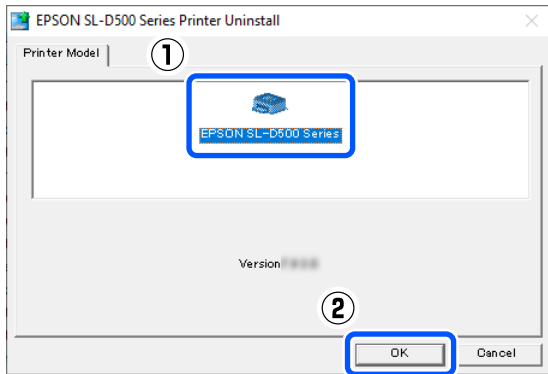 EPSON SL-D500 Series Printer Uninstall
Printer Model
①
EPSON SL-D500 Series
Version
②
OK Cancel